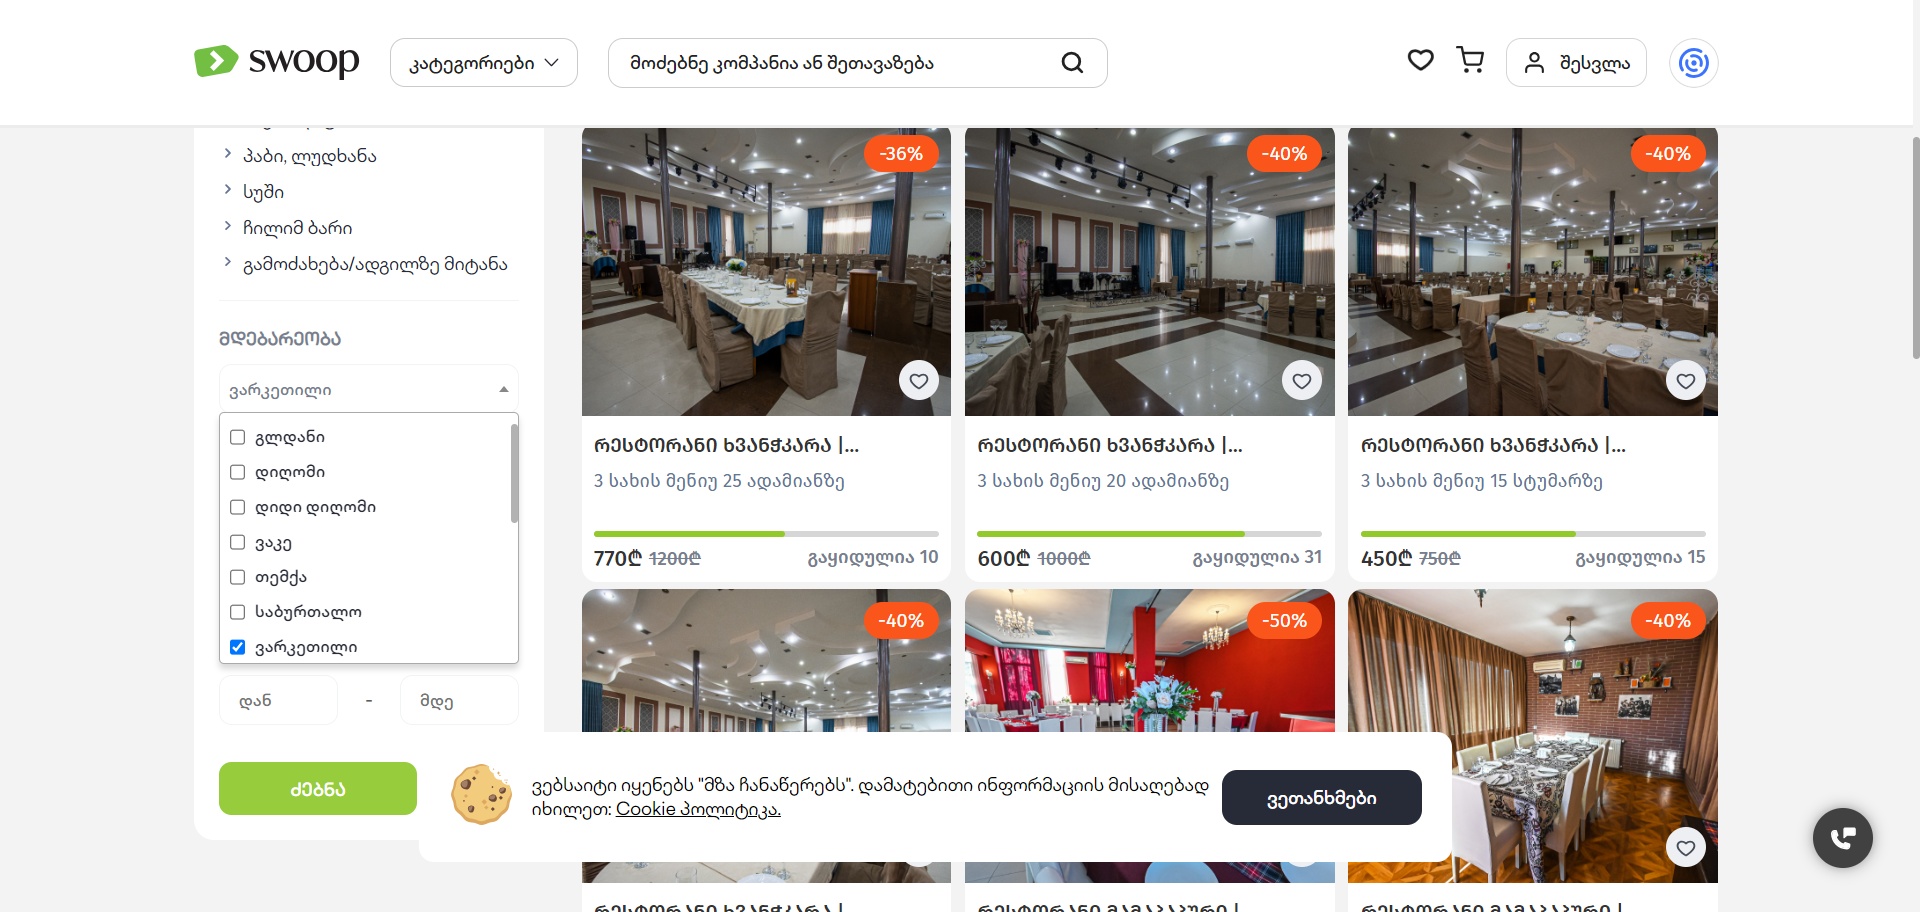 swoop
კატეგორიები
მოძებნე კომპანია ან შეთავაზება
შესვლა
პაბი, ლუდხანა
სუში
ჩილიმ ბარი
გამოძახება/ადგილზე მიტანა
მდებარეობა
ვარკეთილი
გლდანი
დიღომი
დიდი დიღომი
ვაკე
თემქა
საბურთალო
ვარკეთილი
დან - მდე
ძებნა
-36%
რესტორანი ხვანჭკარა |...
3 სახის მენიუ 25 ადამიანზე
770₾ 1200₾ გაყიდულია 10
-40%
რესტორანი ხვანჭკარა |...
3 სახის მენიუ 20 ადამიანზე
600₾ 1000₾ გაყიდულია 31
-40%
რესტორანი ხვანჭკარა |...
3 სახის მენიუ 15 სტუმარზე
450₾ 750₾ გაყიდულია 15
-40%
-50%
-40%
ვებსაიტი იყენებს "მზა ჩანაწერებს". დამატებითი ინფორმაციის მისაღებად
იხილეთ: Cookie პოლიტიკა.
ვეთანხმები